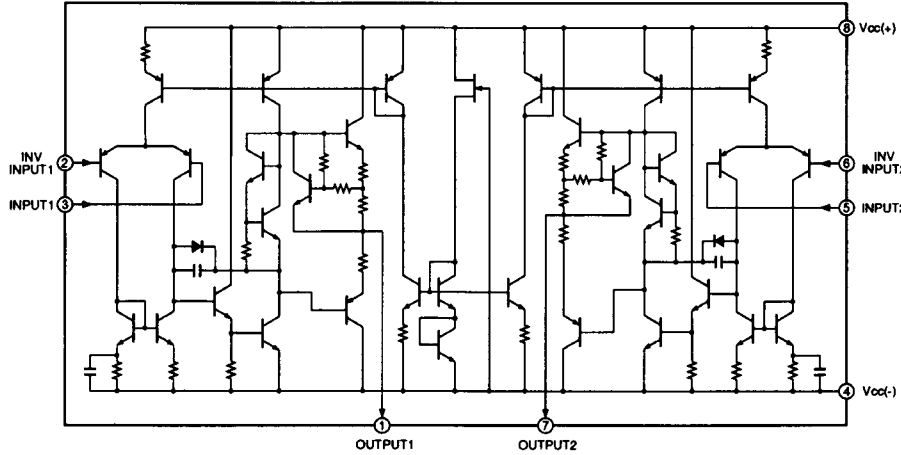 8 Vcc(+)
INV
INPUT1
2
6
INV
INPUT2
INPUT1 3
5 INPUT2
4 Vcc(-)
1
7
OUTPUT1
OUTPUT2